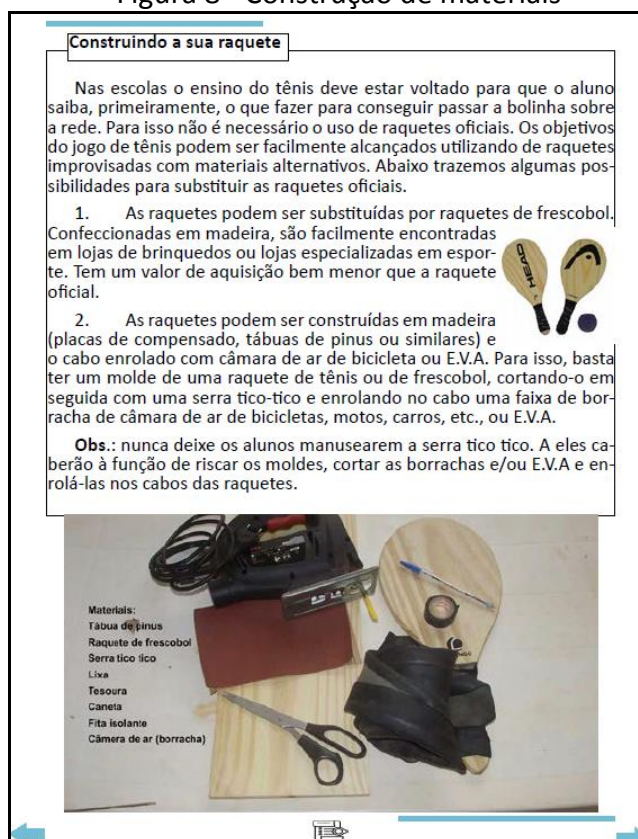 Figura 8 - Construção de materiais
Construindo a sua raquete
Nas escolas o ensino do tênis deve estar voltado para que o aluno
saiba, primeiramente, o que fazer para conseguir passar a bolinha sobre
a rede. Para isso não é necessário o uso de raquetes oficiais. Os objetivos
do jogo de tênis podem ser facilmente alcançados utilizando de raquetes
improvisadas com materiais alternativos. Abaixo trazemos algumas pos-
sibilidades para substituir as raquetes oficiais.
1. As raquetes podem ser substituídas por raquetes de frescobol.
Confeccionadas em madeira, são facilmente encontradas
em lojas de brinquedos ou lojas especializadas em espor-
te. Tem um valor de aquisição bem menor que a raquete
oficial.
HEAD
2. As raquetes podem ser construídas em madeira
(placas de compensado, tábuas de pinus ou similares) e
o cabo enrolado com câmara de ar de bicicleta ou E.V.A. Para isso, basta
ter um molde de uma raquete de tênis ou de frescobol, cortando-o em
seguida com uma serra tico-tico e enrolando no cabo uma faixa de bor-
racha de câmara de ar de bicicletas, motos, carros, etc., ou E.V.A.
Obs.: nunca deixe os alunos manusearem a serra tico tico. A eles ca-
berão à função de riscar os moldes, cortar as borrachas e/ou E.V.A e en-
rolá-las nos cabos das raquetes.
Materiais:
Tábua de pinus
Raquete de frescobol
Serra tico tico
Lixa
Tesoura
Caneta
Fita isolante
Câmera de ar (borracha)